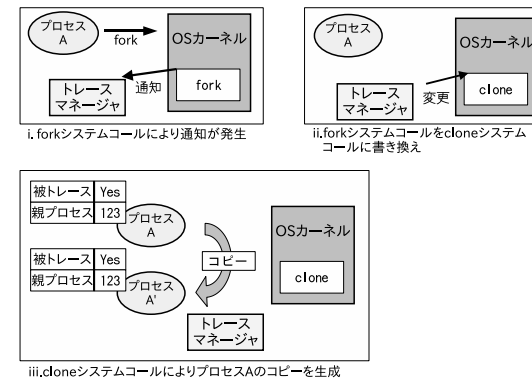 プロセス
A
fork
OSカーネル
fork
通知
トレース
マネージャ
i. forkシステムコールにより通知が発生
プロセス
A
OSカーネル
clone
変更
トレース
マネージャ
ii.forkシステムコールをcloneシステム
コールに書き換え
被トレース Yes
親プロセス 123
プロセス
A
被トレース Yes
親プロセス 123
プロセス
A'
コピー
OSカーネル
clone
トレース
マネージャ
iii.cloneシステムコールによりプロセスAのコピーを生成